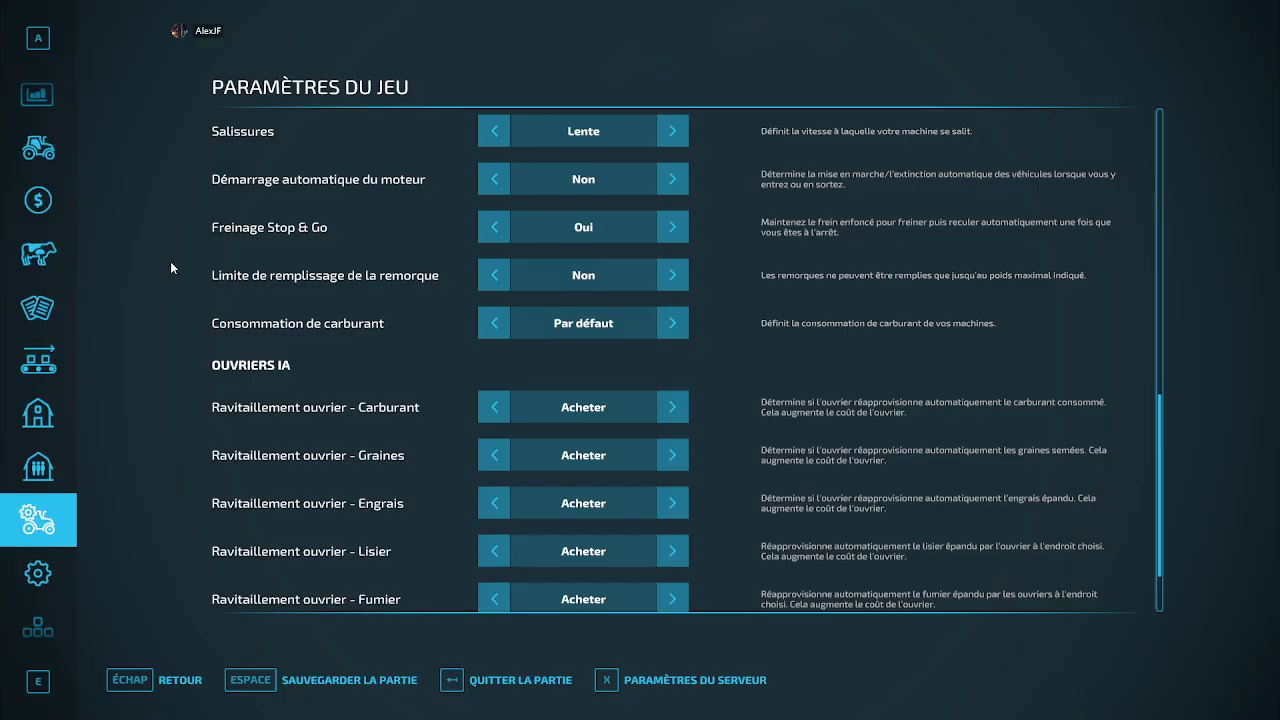 A
AlexJF
PARAMÈTRES DU JEU
Salissures
Lente
Définit la vitesse à laquelle votre machine se salit.
Démarrage automatique du moteur
Non
Détermine la mise en marche/l'extinction automatique des véhicules lorsque vous y
entrez ou en sortez.
Freinage Stop & Go
Oui
Maintenez le frein enfoncé pour freiner puis reculer automatiquement une fois que
vous êtes à l'arrêt.
Limite de remplissage de la remorque
Non
Les remorques ne peuvent être remplies que jusqu'au poids maximal indiqué.
Consommation de carburant
Par défaut
Définit la consommation de carburant de vos machines.
OUVRIERS IA
Ravitaillement ouvrier - Carburant
Acheter
Détermine si l'ouvrier réapprovisionne automatiquement le carburant consommé.
Cela augmente le coût de l'ouvrier.
Ravitaillement ouvrier - Graines
Acheter
Détermine si l'ouvrier réapprovisionne automatiquement les graines semées. Cela
augmente le coût de l'ouvrier.
Ravitaillement ouvrier - Engrais
Acheter
Détermine si l'ouvrier réapprovisionne automatiquement l'engrais épandu. Cela
augmente le coût de l'ouvrier.
Ravitaillement ouvrier - Lisier
Acheter
Réapprovisionne automatiquement le lisier épandu par l'ouvrier à l'endroit choisi.
Cela augmente le coût de l'ouvrier.
Ravitaillement ouvrier - Fumier
Acheter
Réapprovisionne automatiquement le fumier épandu par les ouvriers à l'endroit
choisi. Cela augmente le coût de l'ouvrier.
E
ÉCHAP RETOUR
ESPACE SAUVEGARDER LA PARTIE
QUITTER LA PARTIE
X PARAMÈTRES DU SERVEUR